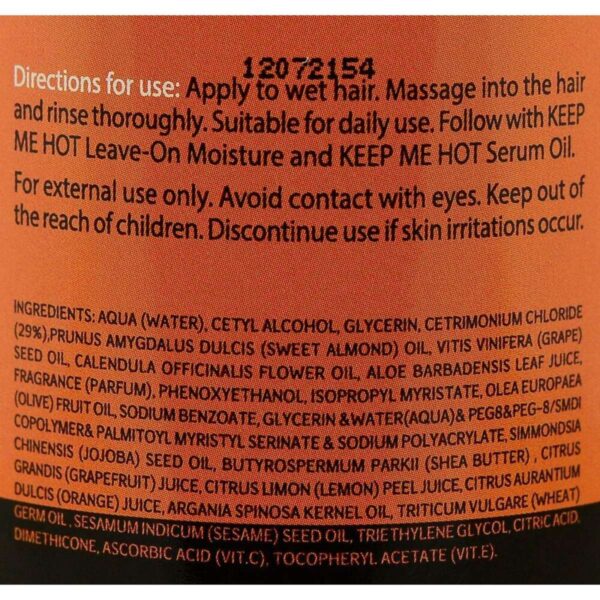 12072154
Directions for use: Apply to wet hair. Massage into the hair
and rinse thoroughly. Suitable for daily use. Follow with KEEP
ME HOT Leave-On Moisture and KEEP ME HOT Serum Oil.
For external use only. Avoid contact with eyes. Keep out of
the reach of children. Discontinue use if skin irritations occur.
INGREDIENTS: AQUA (WATER), CETYL ALCOHOL, GLYCERIN, CETRIMONIUM CHLORIDE
(29%),PRUNUS AMYGDALUS DULCIS (SWEET ALMOND) OIL, VITIS VINIFERA (GRAPE)
SEED OIL, CALENDULA OFFICINALIS FLOWER OIL, ALOE BARBADENSIS LEAF JUICE,
FRAGRANCE (PARFUM), PHENOXYETHANOL, ISOPROPYL MYRISTATE, OLEA EUROPAEA
(OLIVE) FRUIT OIL, SODIUM BENZOATE, GLYCERIN &WATER(AQUA)& PEG8&PEG-8/SMDI
COPOLYMER& PALMITOYL MYRISTYL SERINATE & SODIUM POLYACRYLATE, SIMMONDSIA
CHINENSIS (JOJOBA) SEED OIL, BUTYROSPERMUM PARKII (SHEA BUTTER) , CITRUS
GRANDIS (GRAPEFRUIT) JUICE, CITRUS LIMON (LEMON) PEEL JUICE, CITRUS AURANTIUM
DULCIS (ORANGE) JUICE, ARGANIA SPINOSA KERNEL OIL, TRITICUM VULGARE (WHEAT)
GERM OIL, SESAMUM INDICUM (SESAME) SEED OIL, TRIETHYLENE GLYCOL, CITRIC ACID,
DIMETHICONE, ASCORBIC ACID (VIT.C), TOCOPHERYL ACETATE (VIT.E).